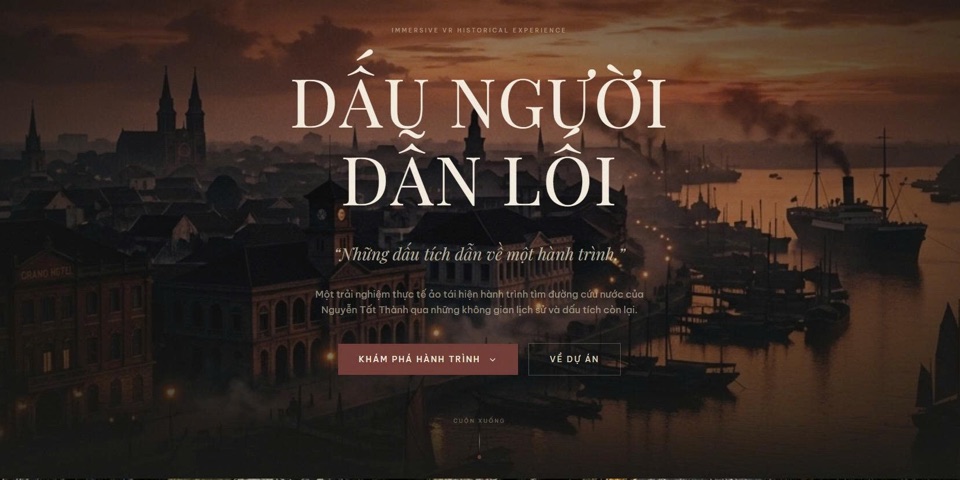 IMMERSIVE VR HISTORICAL EXPERIENCE
DẤU NGƯỜI
DẪN LỐI
“Những dấu tích dẫn về một hành trình.”
Một trải nghiệm thực tế ảo tái hiện hành trình tìm đường cứu nước của
Nguyễn Tất Thành qua những không gian lịch sử và dấu tích còn lại.
KHÁM PHÁ HÀNH TRÌNH
VỀ DỰ ÁN
CUỘN XUỐNG
GRAND HOTEL